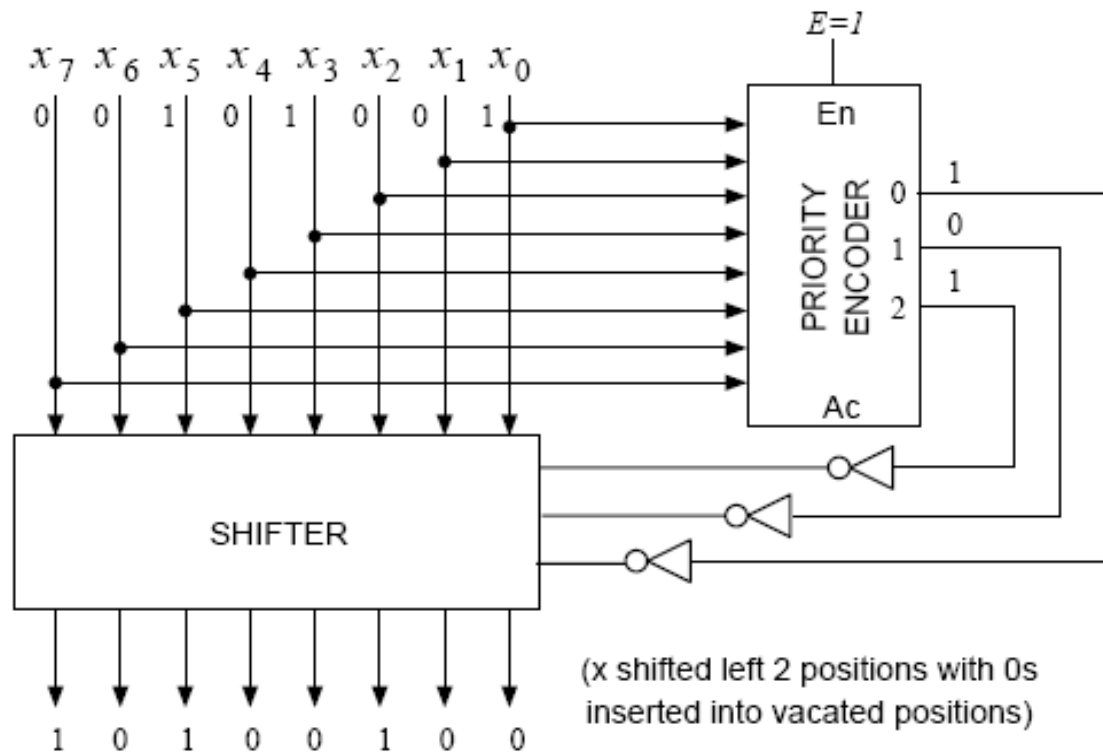 E=1
x7 x6 x5 x4 x3 x2 x1 x0
0 0 1 0 1 0 0 1
En
PRIORITY
ENCODER
0 1
1 0
2 1
Ac
SHIFTER
(x shifted left 2 positions with 0s
inserted into vacated positions)
1 0 1 0 0 1 0 0